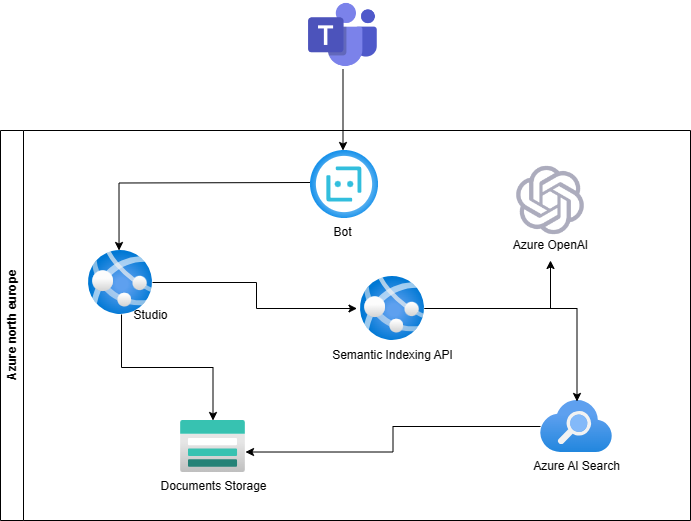 T
Bot
Azure OpenAI
Studio
Semantic Indexing API
Azure AI Search
Documents Storage
Azure north europe